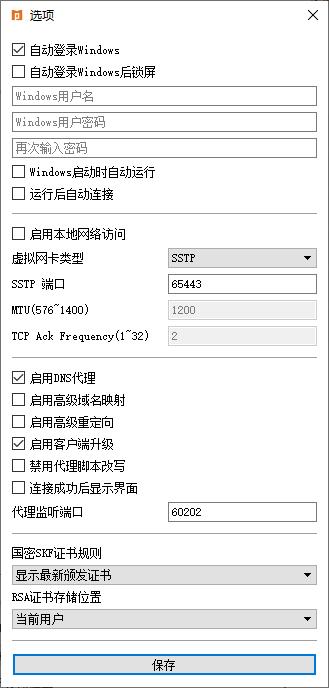 选项
自动登录Windows
自动登录Windows后锁屏
Windows用户名
Windows用户密码
再次输入密码
Windows启动时自动运行
运行后自动连接
启用本地网络访问
虚拟网卡类型 SSTP
SSTP 端口 65443
MTU(576~1400) 1200
TCP Ack Frequency(1~32) 2
启用DNS代理
启用高级域名映射
启用高级重定向
启用客户端升级
禁用代理脚本改写
连接成功后显示界面
代理监听端口 60202
国密SKF证书规则
显示最新颁发证书
RSA证书存储位置
当前用户
保存